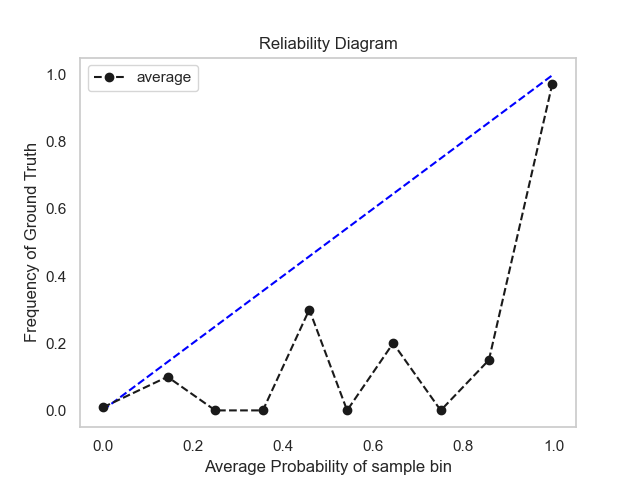 Reliability Diagram
average
1.0
0.8
0.6
0.4
0.2
0.0
Frequency of Ground Truth
0.0 0.2 0.4 0.6 0.8 1.0
Average Probability of sample bin